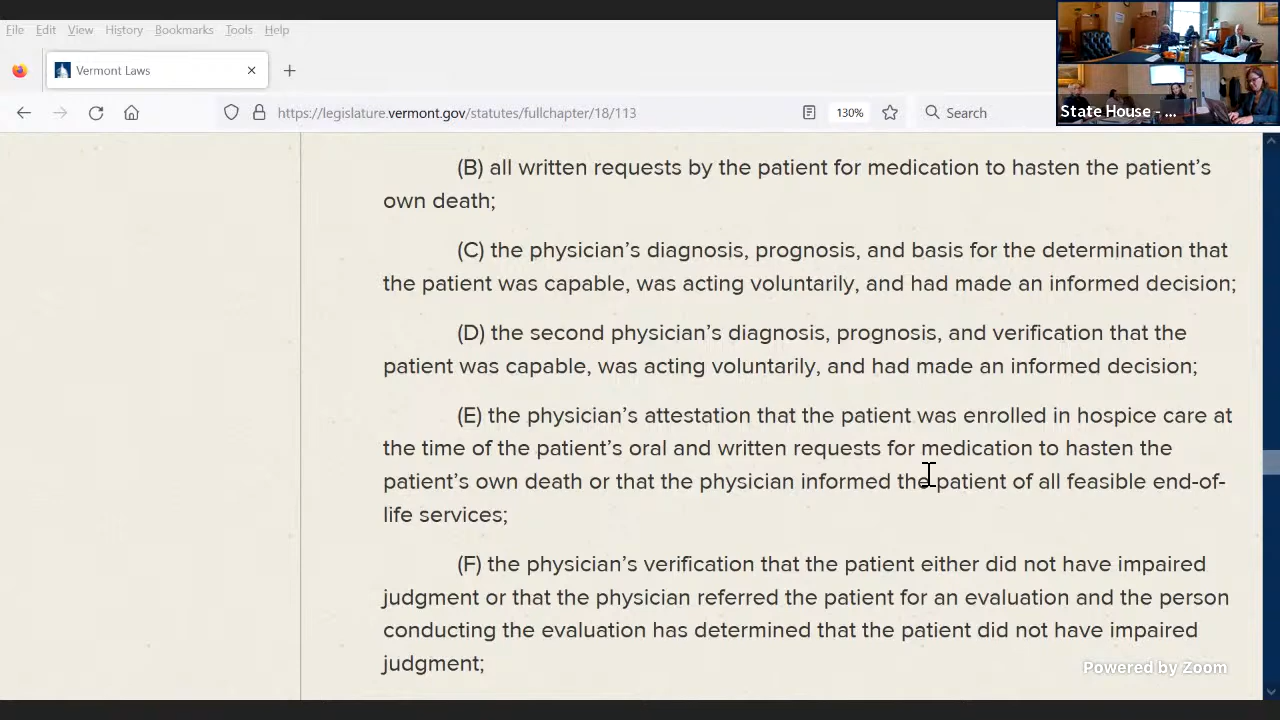 File Edit View History Bookmarks Tools Help
Vermont Laws
https://legislature.vermont.gov/statutes/fullchapter/18/113
130%
Search
State House - ...
(B) all written requests by the patient for medication to hasten the patient’s
own death;
(C) the physician’s diagnosis, prognosis, and basis for the determination that
the patient was capable, was acting voluntarily, and had made an informed decision;
(D) the second physician’s diagnosis, prognosis, and verification that the
patient was capable, was acting voluntarily, and had made an informed decision;
(E) the physician’s attestation that the patient was enrolled in hospice care at
the time of the patient’s oral and written requests for medication to hasten the
patient’s own death or that the physician informed the patient of all feasible end-of-
life services;
(F) the physician’s verification that the patient either did not have impaired
judgment or that the physician referred the patient for an evaluation and the person
conducting the evaluation has determined that the patient did not have impaired
judgment;
Powered by Zoom